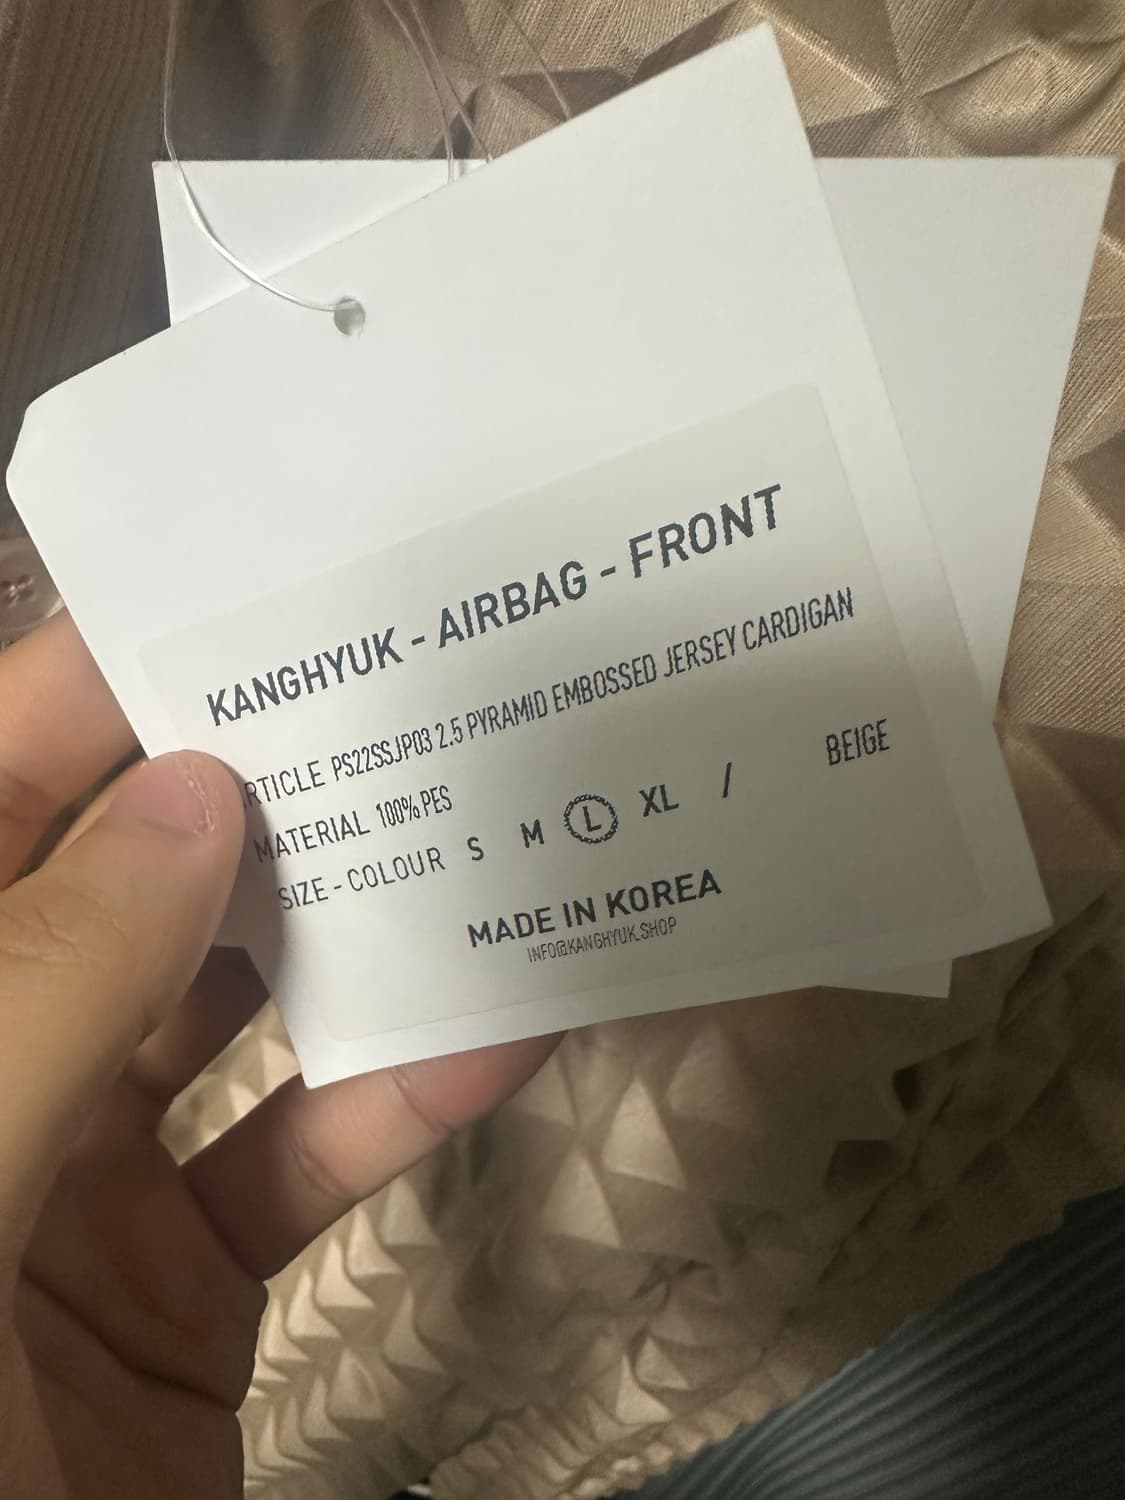 KANGHYUK - AIRBAG - FRONT
RTICLE PS22SSJP03 2.5 PYRAMID EMBOSSED JERSEY CARDIGAN
MATERIAL 100% PES
SIZE - COLOUR S M L XL / BEIGE
MADE IN KOREA
INFO@KANGHYUK.SHOP